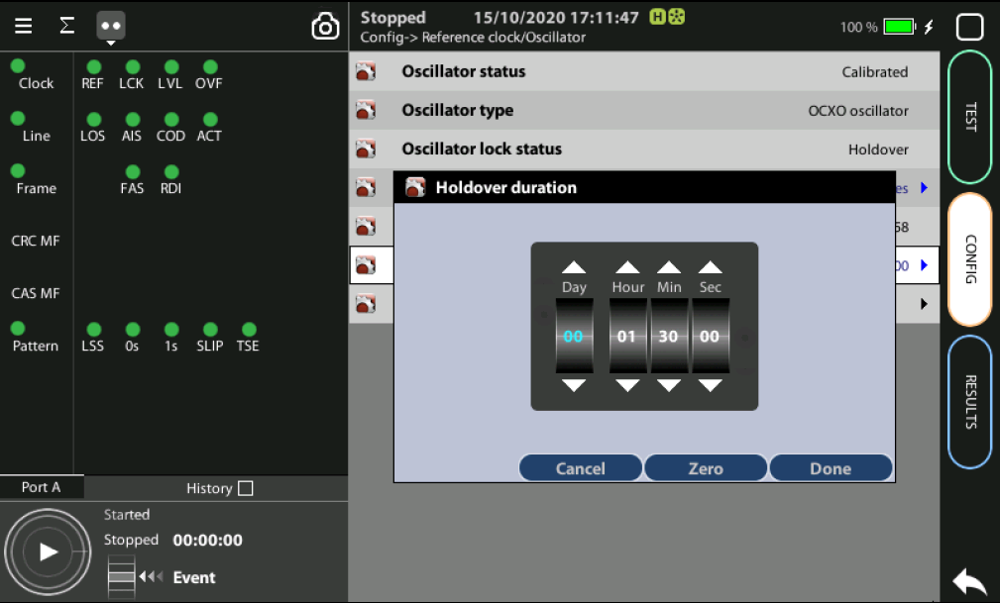 Σ
Stopped 15/10/2020 17:11:47 H
Config-> Reference clock/Oscillator
100 %
Clock REF LCK LVL OVF
Line LOS AIS COD ACT
Frame FAS RDI
CRC MF
CAS MF
Pattern LSS 0s 1s SLIP TSE
Port A History
Started
Stopped 00:00:00
Event
Oscillator status Calibrated
Oscillator type OCXO oscillator
Oscillator lock status Holdover
es
58
00
Holdover duration
Day Hour Min Sec
00 01 30 00
Cancel Zero Done
TEST
CONFIG
RESULTS